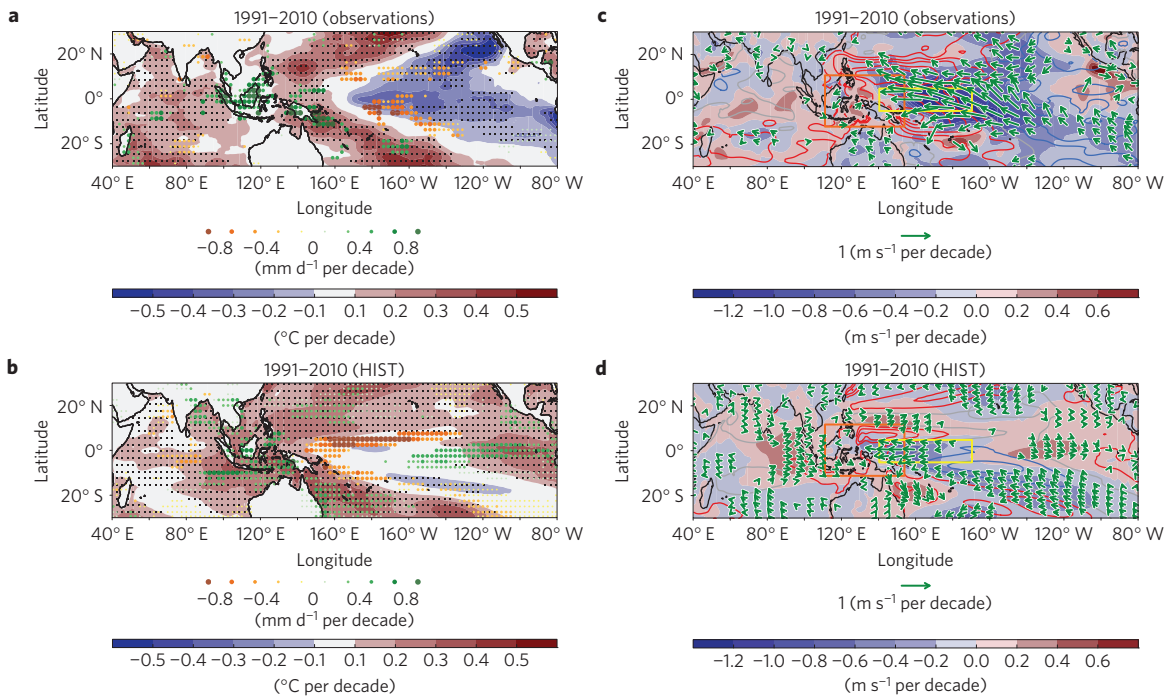 a
1991–2010 (observations)
Latitude
20° N
0°
20° S
40° E 80° E 120° E 160° E 160° W 120° W 80° W
Longitude
−0.8 −0.4 0 0.4 0.8
(mm d⁻¹ per decade)
−0.5 −0.4 −0.3 −0.2 −0.1 0.1 0.2 0.3 0.4 0.5
(°C per decade)
b
1991–2010 (HIST)
Latitude
20° N
0°
20° S
40° E 80° E 120° E 160° E 160° W 120° W 80° W
Longitude
−0.8 −0.4 0 0.4 0.8
(mm d⁻¹ per decade)
−0.5 −0.4 −0.3 −0.2 −0.1 0.1 0.2 0.3 0.4 0.5
(°C per decade)
c
1991–2010 (observations)
Latitude
20° N
0°
20° S
40° E 80° E 120° E 160° E 160° W 120° W 80° W
Longitude
1 (m s⁻¹ per decade)
−1.2 −1.0 −0.8 −0.6 −0.4 −0.2 0.0 0.2 0.6
(m s⁻¹ per decade)
d
1991–2010 (HIST)
Latitude
20° N
0°
20° S
40° E 80° E 120° E 160° E 160° W 120° W 80° W
Longitude
1 (m s⁻¹ per decade)
−1.2 −1.0 −0.8 −0.6 −0.4 −0.2 0.0 0.2 0.4 0.6
(m s⁻¹ per decade)